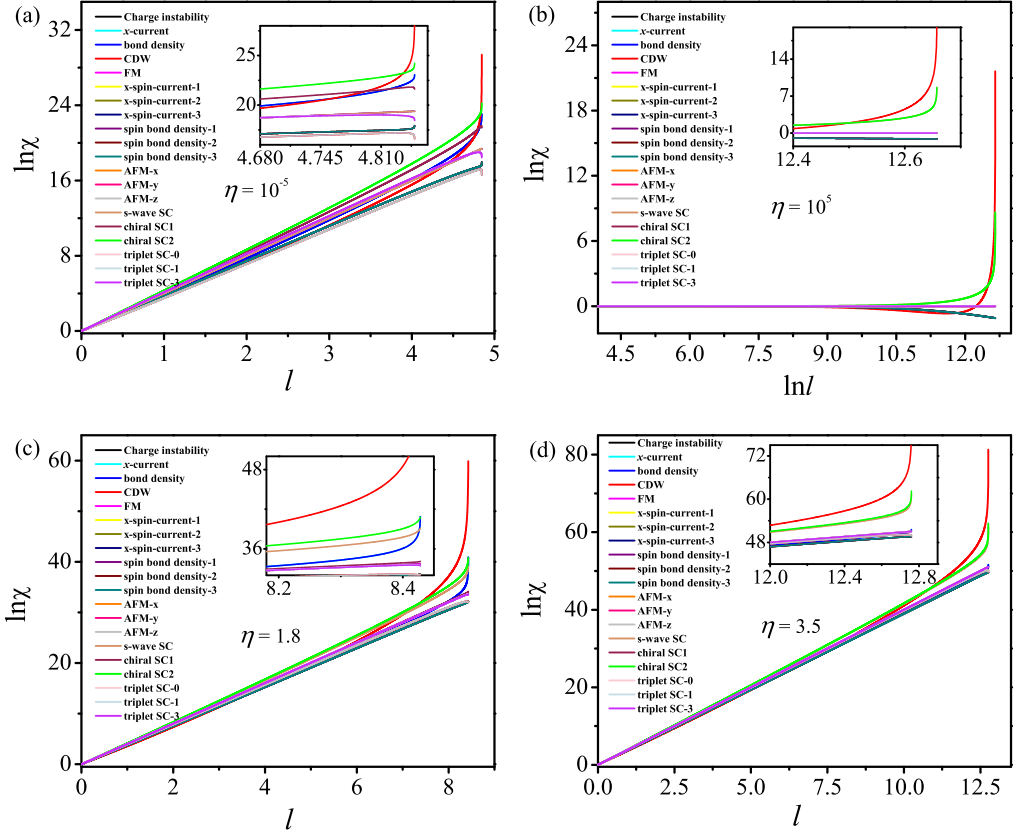 (a)
lnχ
32
24
16
8
0
Charge instability
x-current
bond density
CDW
FM
x-spin-current-1
x-spin-current-2
x-spin-current-3
spin bond density-1
spin bond density-2
spin bond density-3
AFM-x
AFM-y
AFM-z
s-wave SC
chiral SC1
chiral SC2
triplet SC-0
triplet SC-1
triplet SC-3
25
20
4.680 4.745 4.810
η = 10-5
0 1 2 3 4 5
l
(b)
lnχ
24
18
12
6
0
Charge instability
x-current
bond density
CDW
FM
x-spin-current-1
x-spin-current-2
x-spin-current-3
spin bond density-1
spin bond density-2
spin bond density-3
AFM-x
AFM-y
AFM-z
s-wave SC
chiral SC1
chiral SC2
triplet SC-0
triplet SC-1
triplet SC-3
14
7
0
12.4 12.6
η = 10⁵
4.5 6.0 7.5 9.0 10.5 12.0
lnl
(c)
lnχ
60
40
20
0
Charge instability
x-current
bond density
CDW
FM
x-spin-current-1
x-spin-current-2
x-spin-current-3
spin bond density-1
spin bond density-2
spin bond density-3
AFM-x
AFM-y
AFM-z
s-wave SC
chiral SC1
chiral SC2
triplet SC-0
triplet SC-1
triplet SC-3
48
36
8.2 8.4
η = 1.8
0 2 4 6 8
l
(d)
lnχ
80
60
40
20
0
Charge instability
x-current
bond density
CDW
FM
x-spin-current-1
x-spin-current-2
x-spin-current-3
spin bond density-1
spin bond density-2
spin bond density-3
AFM-x
AFM-y
AFM-z
s-wave SC
chiral SC1
chiral SC2
triplet SC-0
triplet SC-1
triplet SC-3
72
60
48
12.0 12.4 12.8
η = 3.5
0.0 2.5 5.0 7.5 10.0 12.5
l